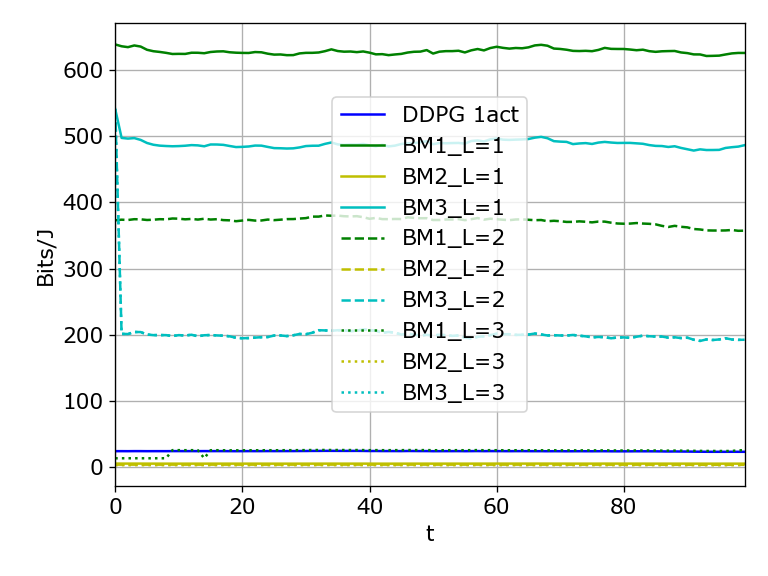 600
500
400
300
200
100
0
Bits/J
DDPG 1act
BM1_L=1
BM2_L=1
BM3_L=1
BM1_L=2
BM2_L=2
BM3_L=2
BM1_L=3
BM2_L=3
BM3_L=3
0 20 40 60 80
t